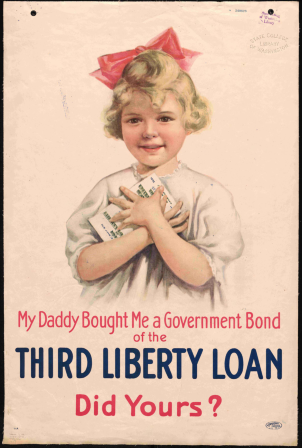 My Daddy Bought Me a Government Bond
of the
THIRD LIBERTY LOAN
Did Yours?